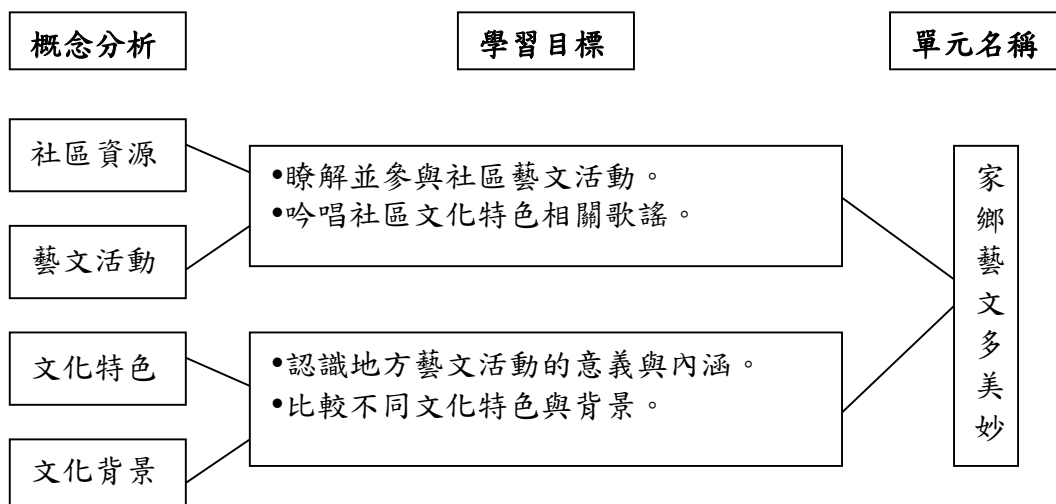 概念分析
學習目標
單元名稱
社區資源
藝文活動
•瞭解並參與社區藝文活動。
•吟唱社區文化特色相關歌謠。
文化特色
文化背景
•認識地方藝文活動的意義與內涵。
•比較不同文化特色與背景。
家鄉藝文多美妙